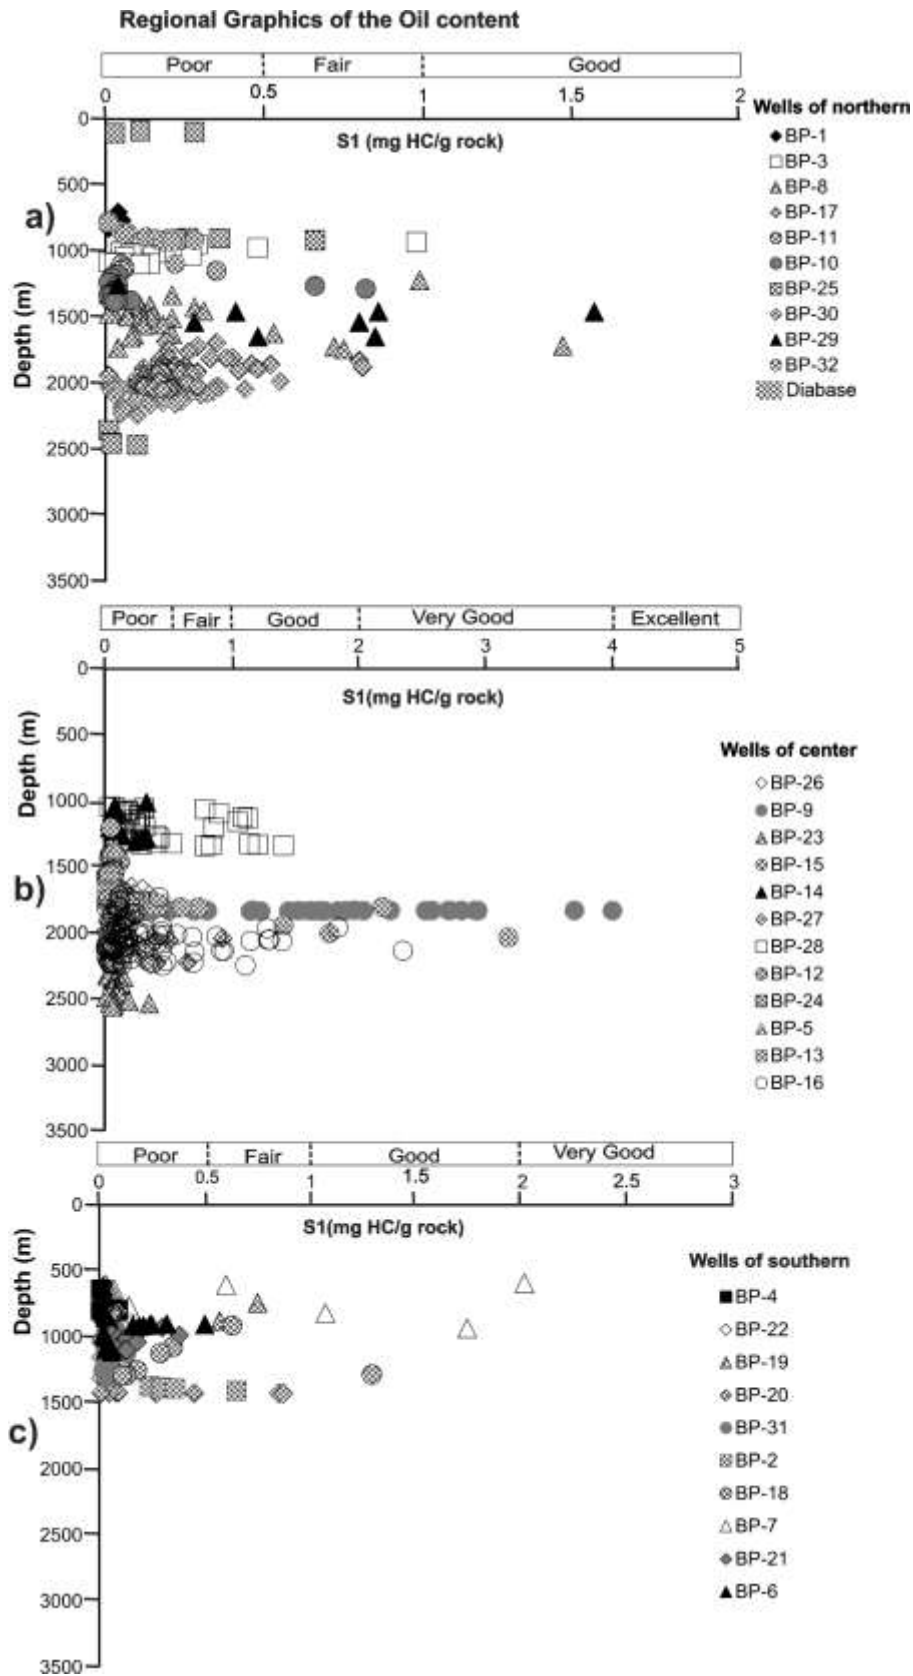 Regional Graphics of the Oil content
Poor Fair Good
0 0.5 1 1.5 2
S1 (mg HC/g rock)
a)
Depth (m)
0
500
1000
1500
2000
2500
3000
3500
Wells of northern
BP-1
BP-3
BP-8
BP-17
BP-11
BP-10
BP-25
BP-30
BP-29
BP-32
Diabase
Poor Fair Good Very Good Excellent
0 1 2 3 4 5
S1(mg HC/g rock)
b)
Depth (m)
0
500
1000
1500
2000
2500
3000
3500
Wells of center
BP-26
BP-9
BP-23
BP-15
BP-14
BP-27
BP-28
BP-12
BP-24
BP-5
BP-13
BP-16
Poor Fair Good Very Good
0 0.5 1 1.5 2 2.5 3
S1(mg HC/g rock)
c)
Depth (m)
0
500
1000
1500
2000
2500
3000
3500
Wells of southern
BP-4
BP-22
BP-19
BP-20
BP-31
BP-2
BP-18
BP-7
BP-21
BP-6